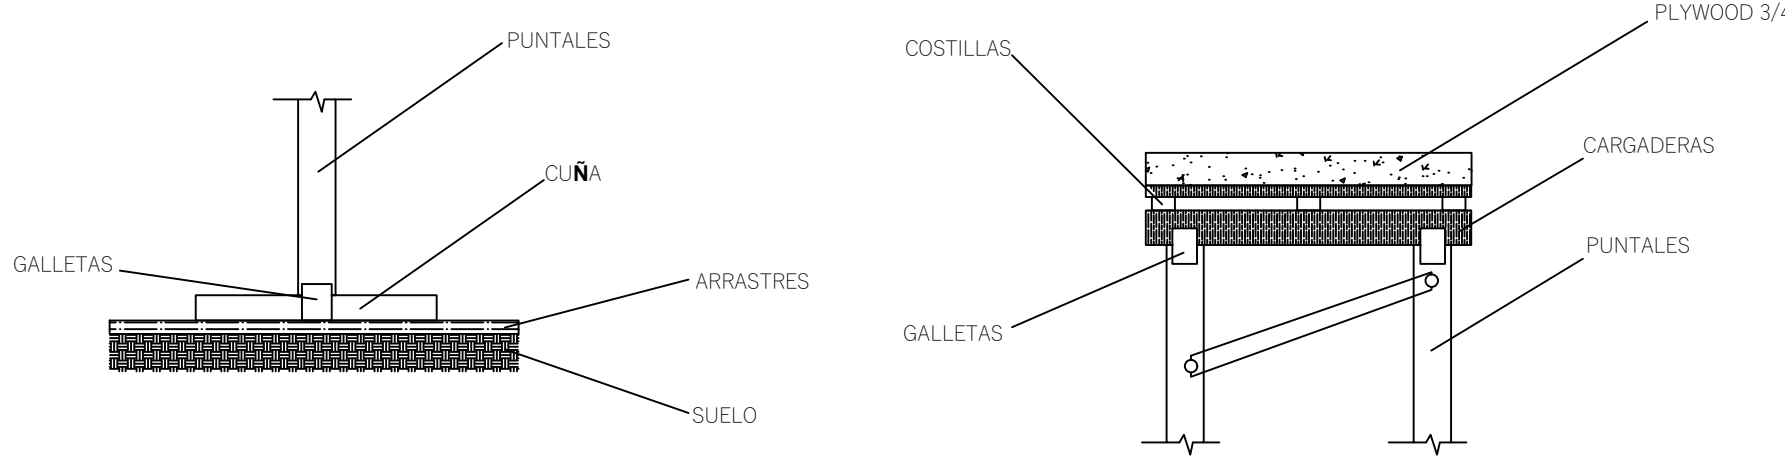 PUNTALES
CUÑA
GALLETAS
ARRASTRES
SUELO
PLYWOOD 3/4
COSTILLAS
CARGADERAS
PUNTALES
GALLETAS